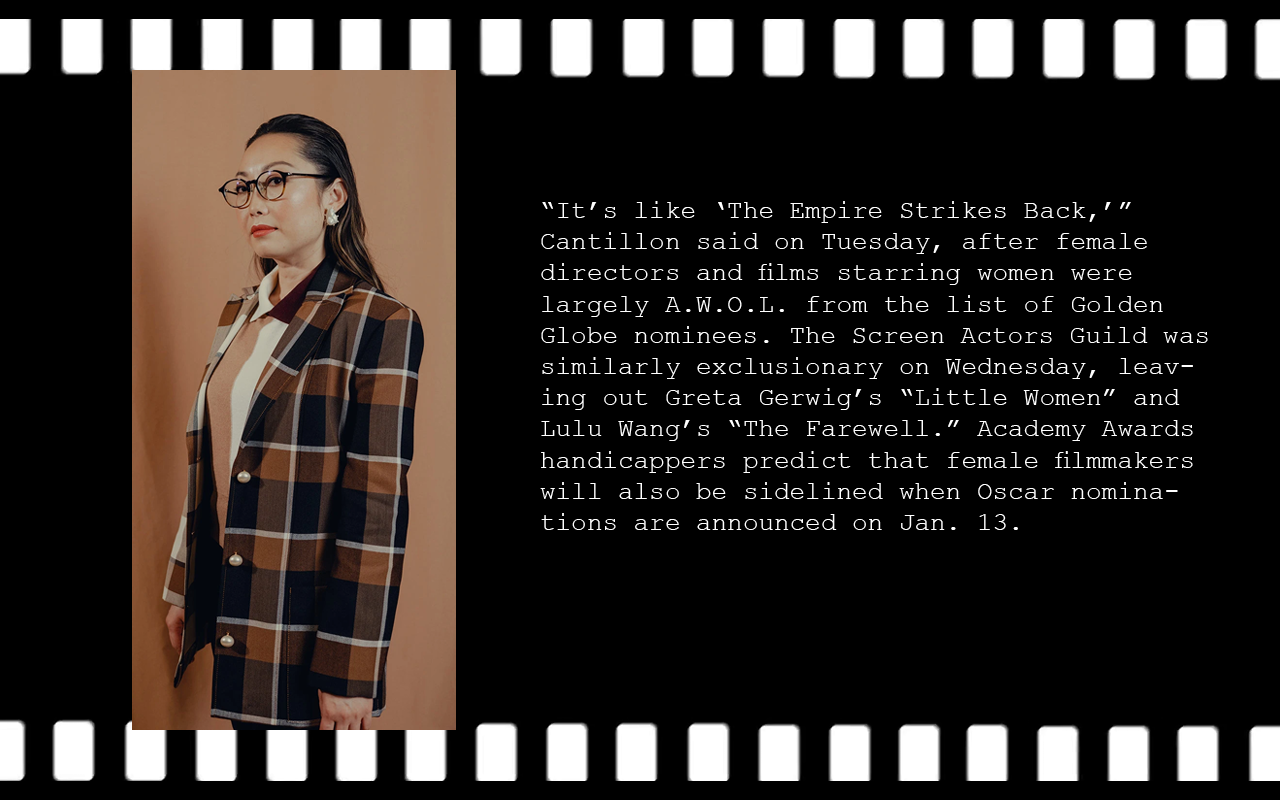 “It’s like ‘The Empire Strikes Back,’”
Cantillon said on Tuesday, after female
directors and films starring women were
largely A.W.O.L. from the list of Golden
Globe nominees. The Screen Actors Guild was
similarly exclusionary on Wednesday, leav-
ing out Greta Gerwig’s “Little Women” and
Lulu Wang’s “The Farewell.” Academy Awards
handicappers predict that female filmmakers
will also be sidelined when Oscar nomina-
tions are announced on Jan. 13.